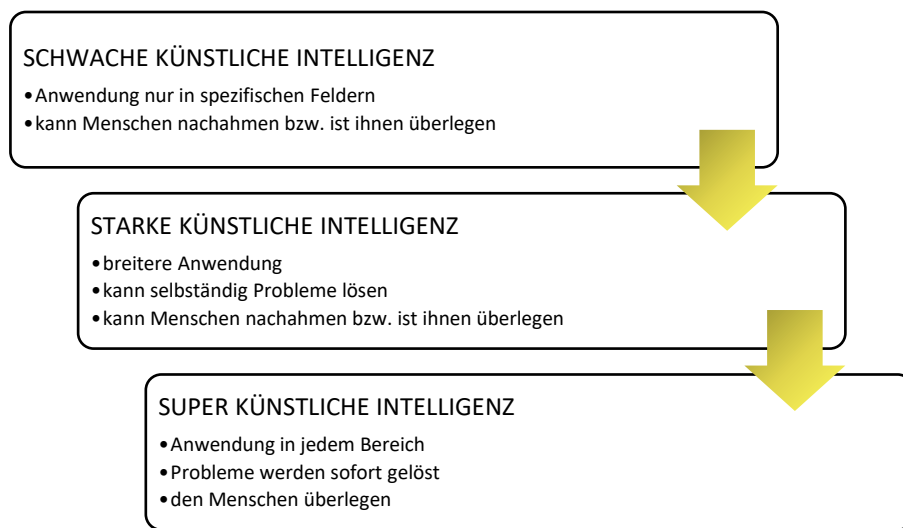 SCHWACHE KÜNSTLICHE INTELLIGENZ
•Anwendung nur in spezifischen Feldern
•kann Menschen nachahmen bzw. ist ihnen überlegen
STARKE KÜNSTLICHE INTELLIGENZ
•breitere Anwendung
•kann selbständig Probleme lösen
•kann Menschen nachahmen bzw. ist ihnen überlegen
SUPER KÜNSTLICHE INTELLIGENZ
•Anwendung in jedem Bereich
•Probleme werden sofort gelöst
•den Menschen überlegen